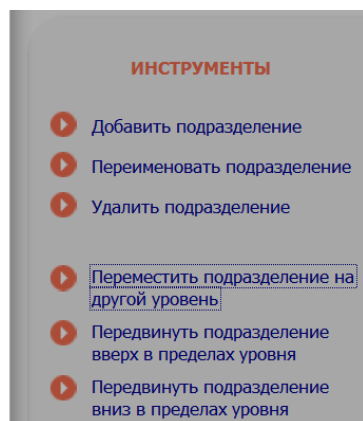 ИНСТРУМЕНТЫ
Добавить подразделение
Переименовать подразделение
Удалить подразделение
Переместить подразделение на
другой уровень
Передвинуть подразделение
вверх в пределах уровня
Передвинуть подразделение
вниз в пределах уровня